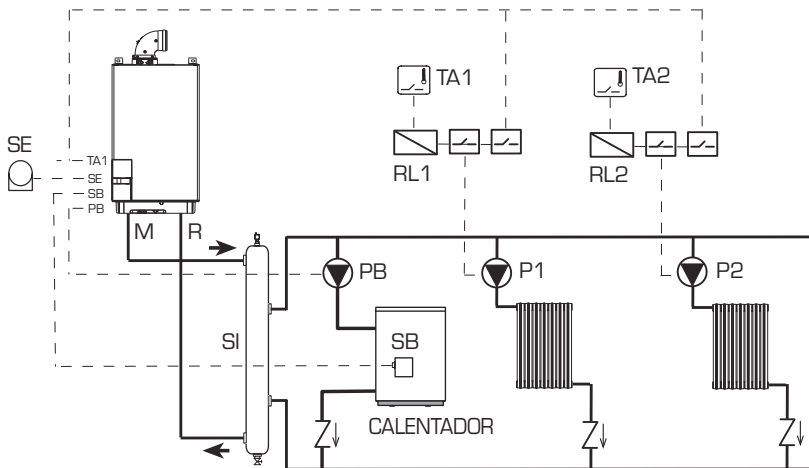 TA1
TA2
SE
RL1
RL2
TA1
SE
SB
PB
M
R
PB
P1
P2
SI
SB
CALENTADOR